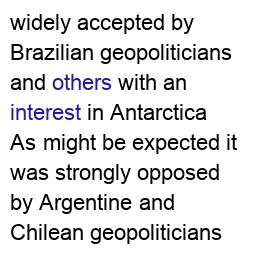 widely accepted by
Brazilian geopoliticians
and others with an
interest in Antarctica
As might be expected it
was strongly opposed
by Argentine and
Chilean geopoliticians